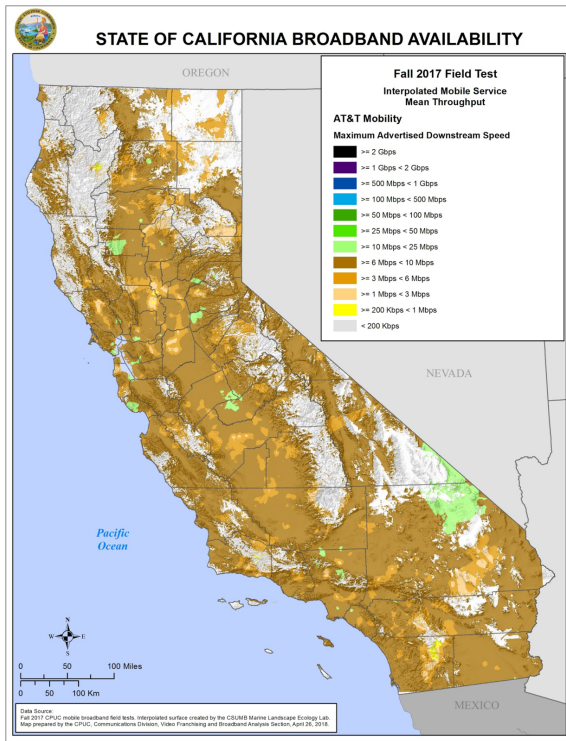 STATE OF CALIFORNIA BROADBAND AVAILABILITY
OREGON
Fall 2017 Field Test
Interpolated Mobile Service
Mean Throughput
AT&T Mobility
Maximum Advertised Downstream Speed
>= 2 Gbps
>= 1 Gbps < 2 Gbps
>= 500 Mbps < 1 Gbps
>= 100 Mbps < 500 Mbps
>= 50 Mbps < 100 Mbps
>= 25 Mbps < 50 Mbps
>= 10 Mbps < 25 Mbps
>= 6 Mbps < 10 Mbps
>= 3 Mbps < 6 Mbps
>= 1 Mbps < 3 Mbps
>= 200 Kbps < 1 Mbps
< 200 Kbps
NEVADA
Pacific
Ocean
N
W E
S
0 50 100 Miles
0 50 100 Km
MEXICO
Data Source:
Fall 2017 CPUC mobile broadband field tests. Interpolated surface created by the CSUMB Marine Landscape Ecology Lab.
Map prepared by the CPUC, Communications Division, Video Franchising and Broadband Analysis Section, April 26, 2018.